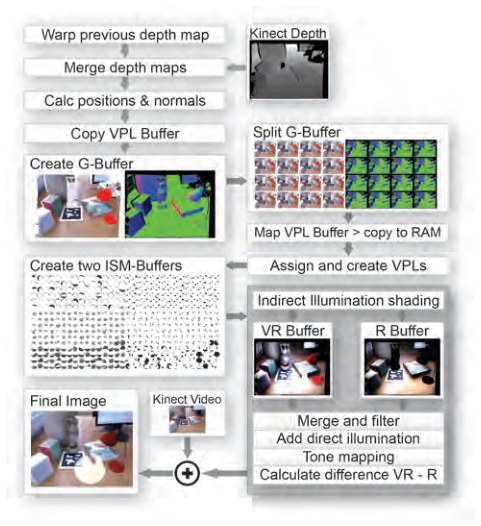 Warp previous depth map
Kinect Depth
Merge depth maps
Calc positions & normals
Copy VPL Buffer
Create G-Buffer
Split G-Buffer
Map VPL Buffer > copy to RAM
Assign and create VPLs
Create two ISM-Buffers
Indirect Illumination shading
VR Buffer
R Buffer
Final Image
Kinect Video
Merge and filter
Add direct illumination
Tone mapping
Calculate difference VR - R